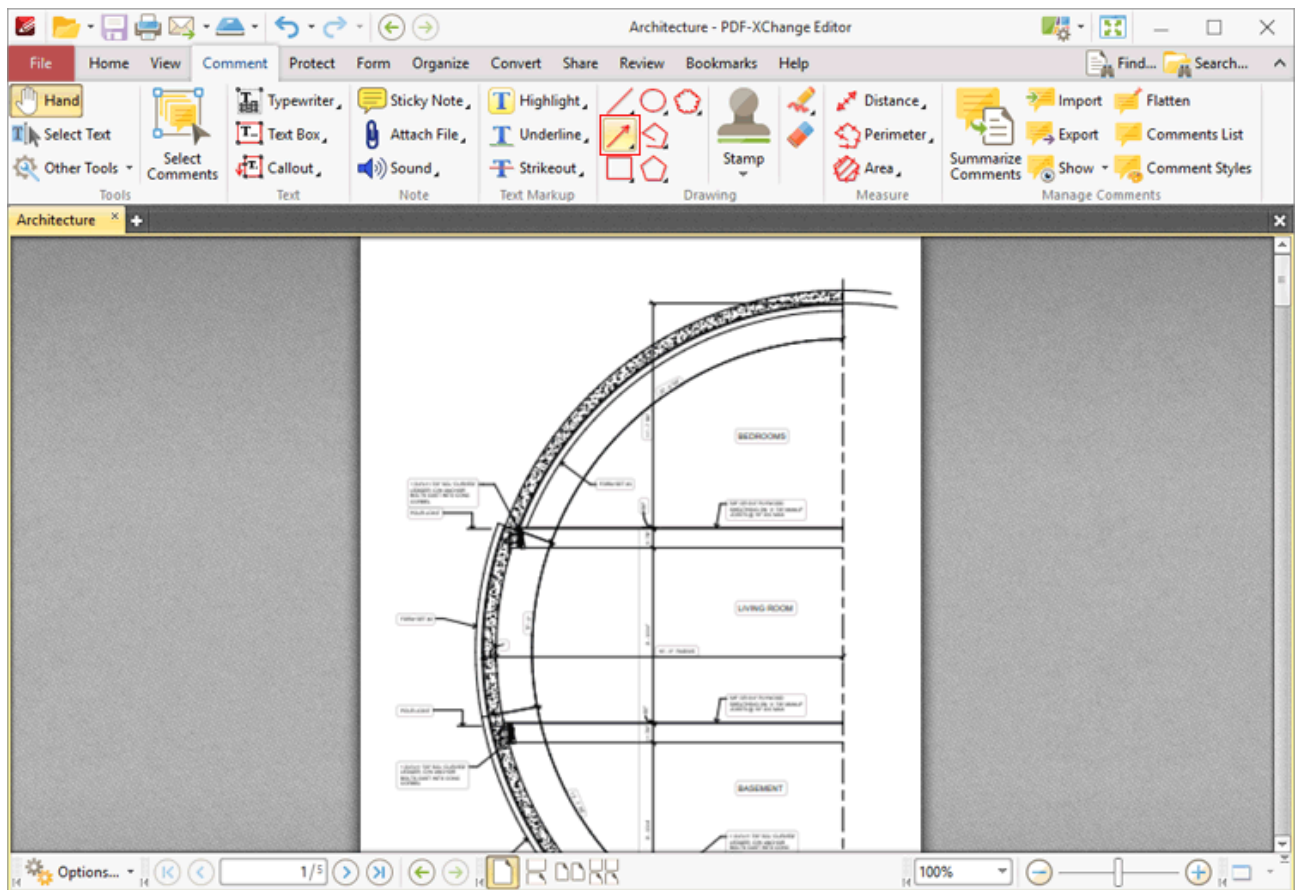 Architecture - PDF-XChange Editor
File Home View Comment Protect Form Organize Convert Share Review Bookmarks Help Find... Search...
Hand
Select Text
Other Tools
Tools
Select
Comments
Typewriter
Text Box
Callout
Text
Sticky Note
Attach File
Sound
Note
Highlight
Underline
Strikeout
Text Markup
Drawing
Stamp
Distance
Perimeter
Area
Measure
Summarize
Comments
Import
Export
Show
Flatten
Comments List
Comment Styles
Manage Comments
Architecture
BEDROOMS
LIVING ROOM
BASEMENT
Options... 1/5 100%